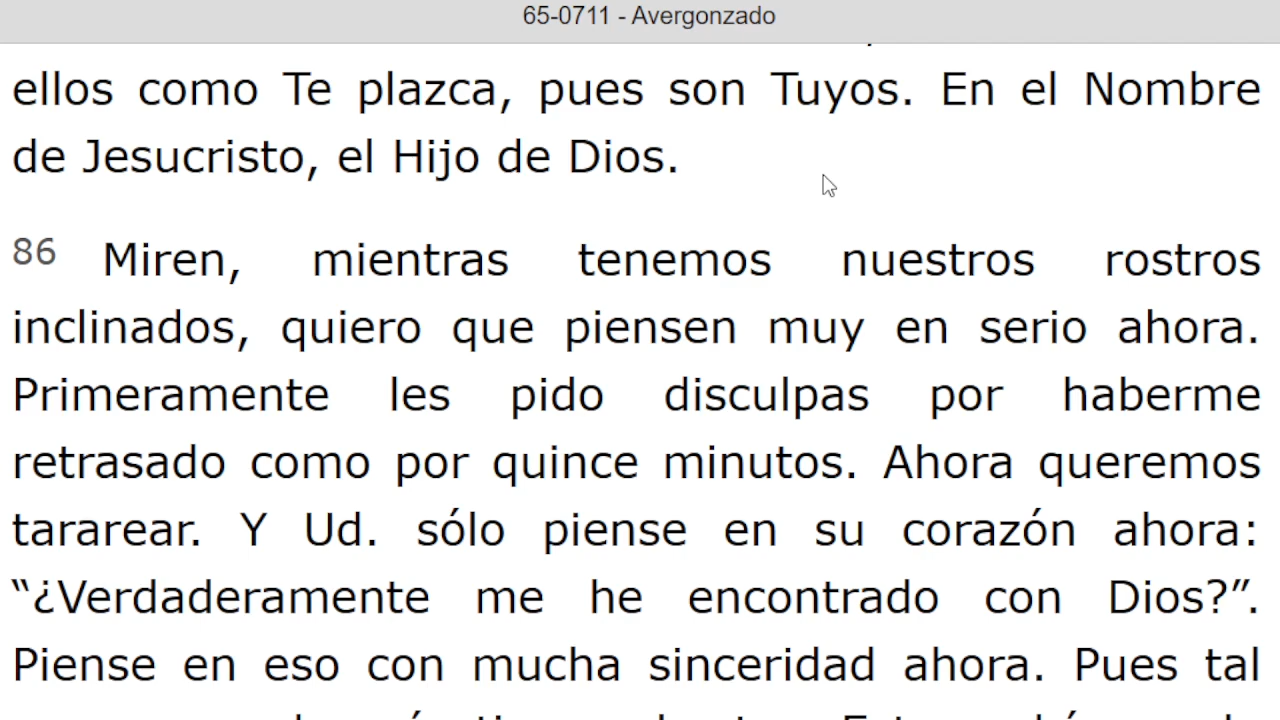 65-0711 - Avergonzado
ellos como Te plazca, pues son Tuyos. En el Nombre
de Jesucristo, el Hijo de Dios.
86 Miren, mientras tenemos nuestros rostros
inclinados, quiero que piensen muy en serio ahora.
Primeramente les pido disculpas por haberme
retrasado como por quince minutos. Ahora queremos
tararear. Y Ud. sólo piense en su corazón ahora:
“¿Verdaderamente me he encontrado con Dios?”.
Piense en eso con mucha sinceridad ahora. Pues tal